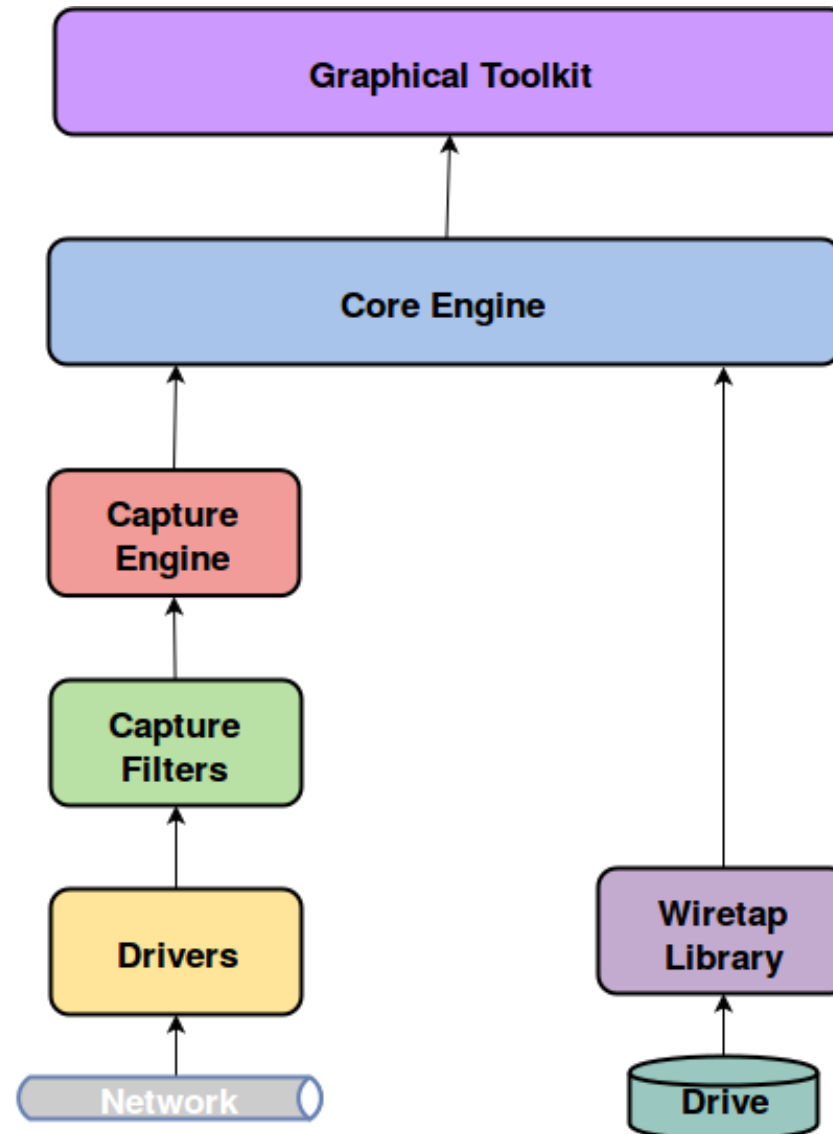 Graphical Toolkit
Core Engine
Capture
Engine
Capture
Filters
Drivers
Wiretap
Library
Network
Drive